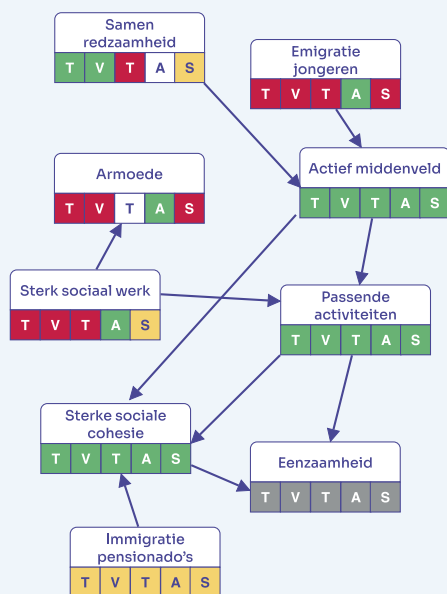 Samen
redzaamheid
T V T A S
Emigratie
jongeren
T V T A S
Armoede
T V T A S
Actief middenveld
T V T A S
Sterk sociaal werk
T V T A S
Passende
activiteiten
T V T A S
Sterke sociale
cohesie
T V T A S
Eenzaamheid
T V T A S
Immigratie
pensionado's
T V T A S